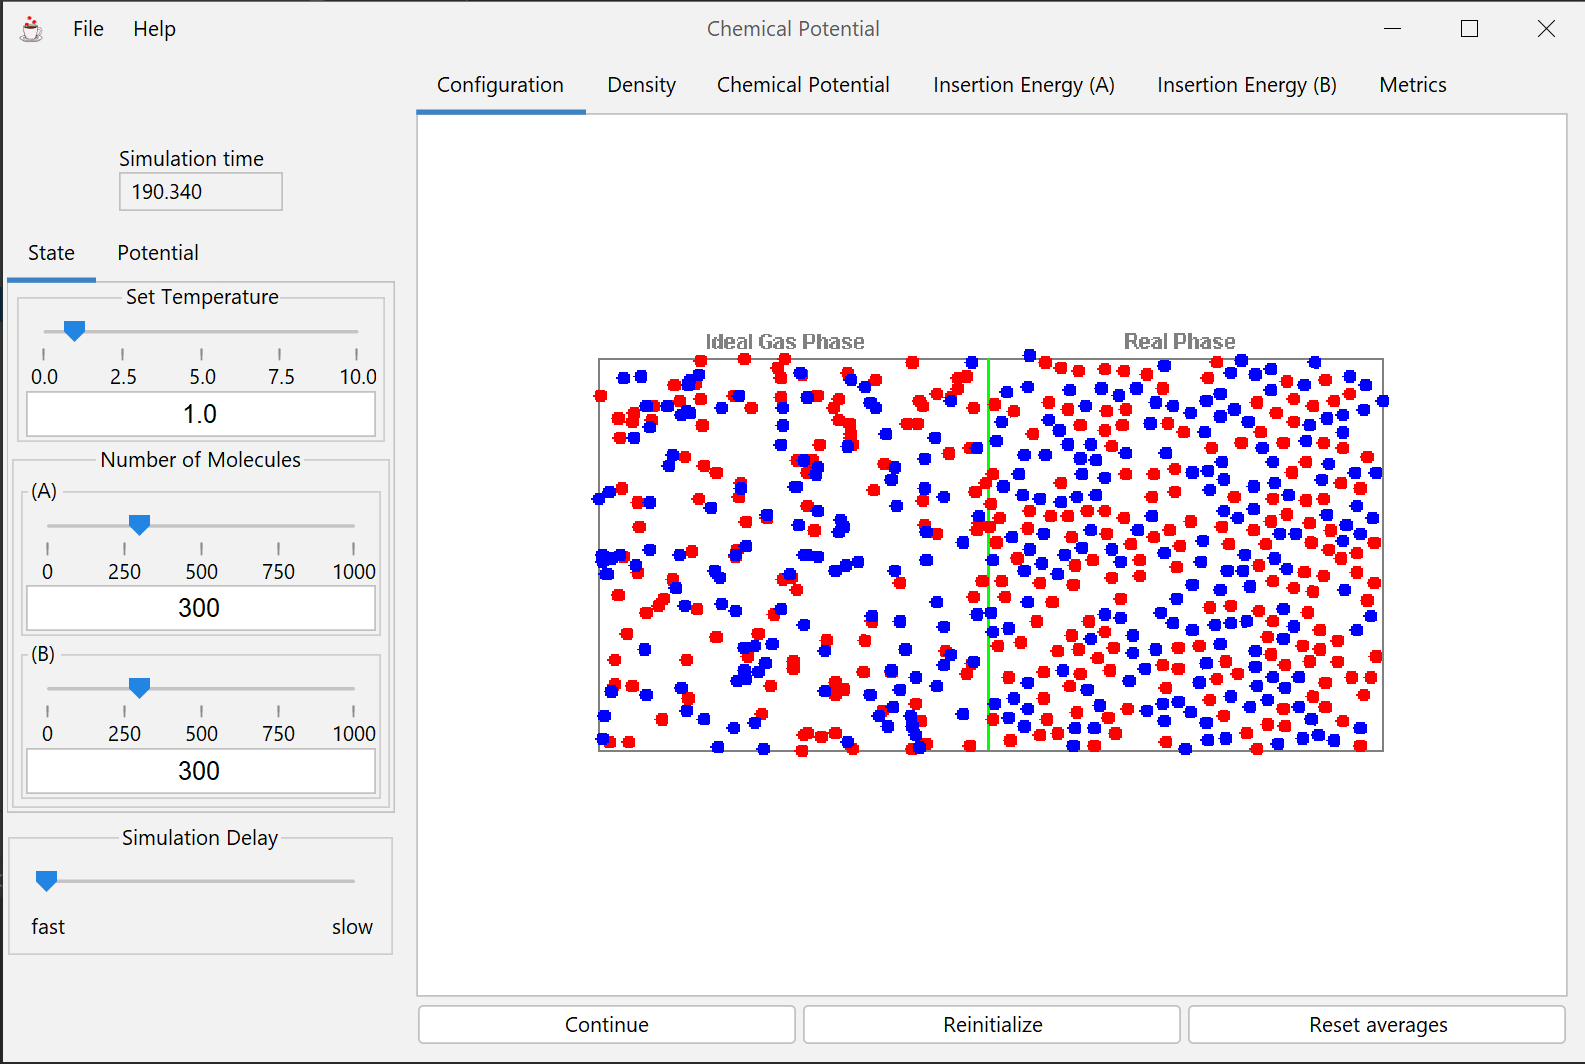 File Help
Chemical Potential
Configuration Density Chemical Potential Insertion Energy (A) Insertion Energy (B) Metrics
Simulation time
190.340
State Potential
Set Temperature
0.0 2.5 5.0 7.5 10.0
1.0
Number of Molecules
(A)
0 250 500 750 1000
300
(B)
0 250 500 750 1000
300
Simulation Delay
fast slow
Ideal Gas Phase Real Phase
Continue Reinitialize Reset averages